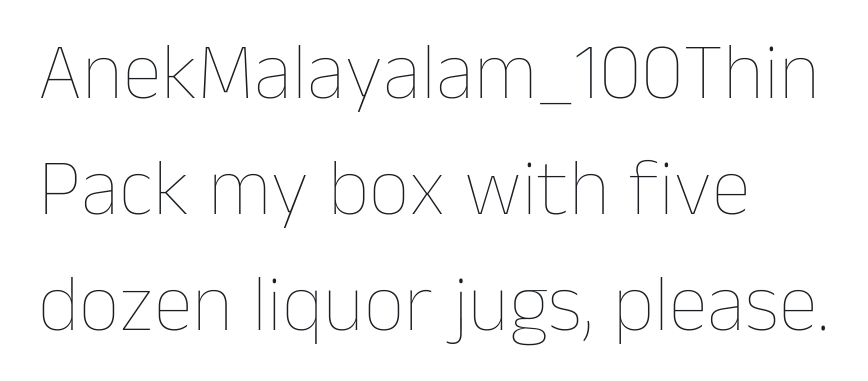 AnekMalayalam_100Thin
Pack my box with five
dozen liquor jugs, please.